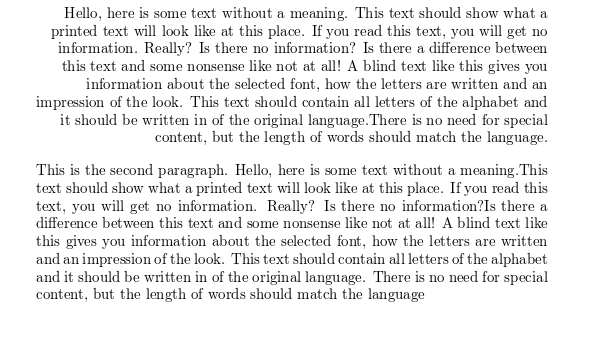 Hello, here is some text without a meaning. This text should show what a
printed text will look like at this place. If you read this text, you will get no
information. Really? Is there no information? Is there a difference between
this text and some nonsense like not at all! A blind text like this gives you
information about the selected font, how the letters are written and an
impression of the look. This text should contain all letters of the alphabet and
it should be written in of the original language.There is no need for special
content, but the length of words should match the language.
This is the second paragraph. Hello, here is some text without a meaning.This
text should show what a printed text will look like at this place. If you read this
text, you will get no information. Really? Is there no information?Is there a
difference between this text and some nonsense like not at all! A blind text like
this gives you information about the selected font, how the letters are written
and an impression of the look. This text should contain all letters of the alphabet
and it should be written in of the original language. There is no need for special
content, but the length of words should match the language